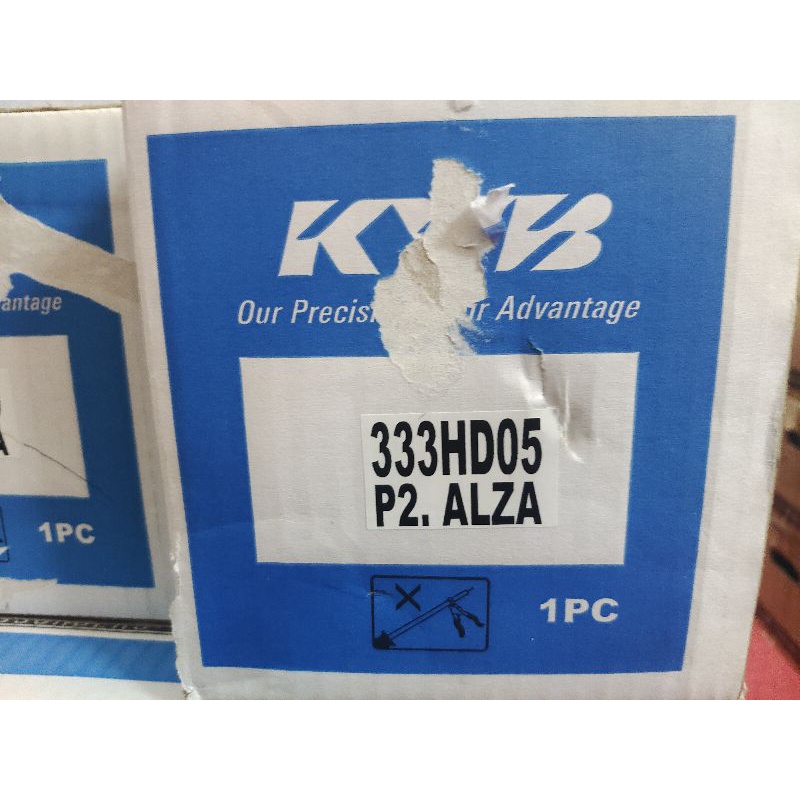 KYB
Our Precis r Advantage
333HD05
P2. ALZA
1PC
antage
A
1PC